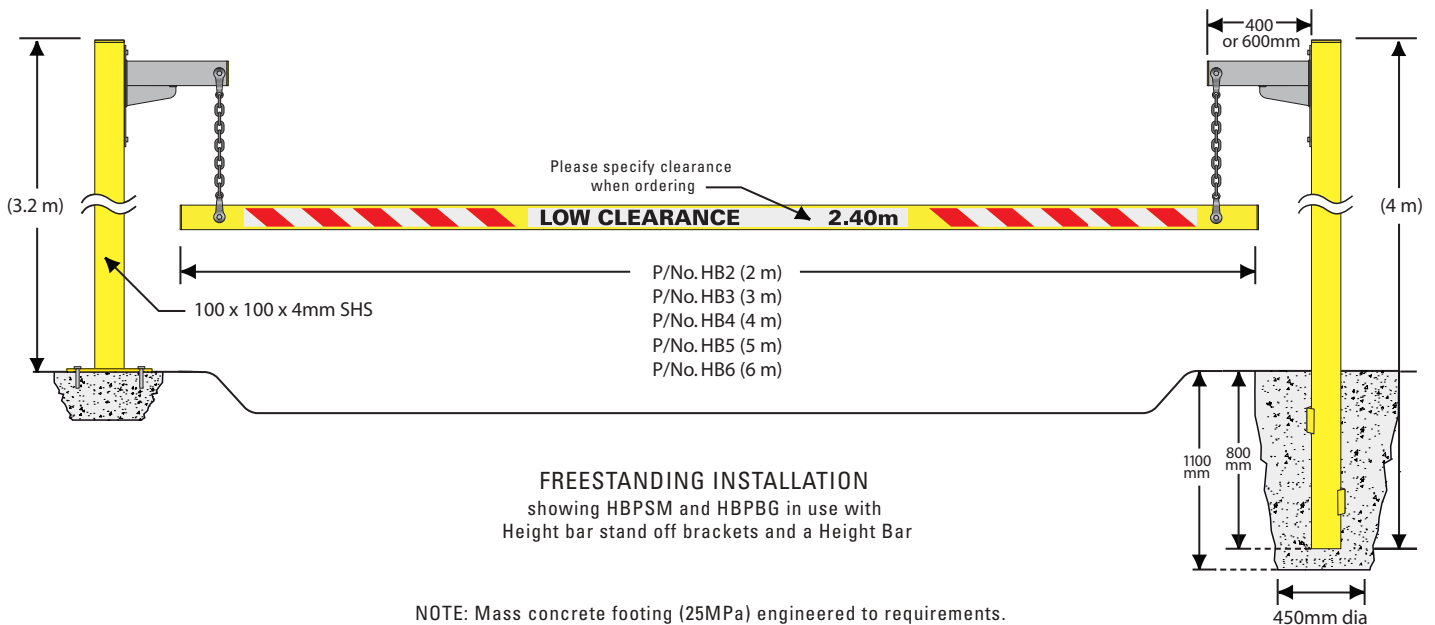 400
or 600mm
(3.2 m)
Please specify clearance
when ordering
LOW CLEARANCE 2.40m
(4 m)
P/No. HB2 (2 m)
P/No. HB3 (3 m)
P/No. HB4 (4 m)
P/No. HB5 (5 m)
P/No. HB6 (6 m)
100 x 100 x 4mm SHS
1100
mm
800
mm
FREESTANDING INSTALLATION
showing HBPSM and HBPBG in use with
Height bar stand off brackets and a Height Bar
NOTE: Mass concrete footing (25MPa) engineered to requirements.
450mm dia